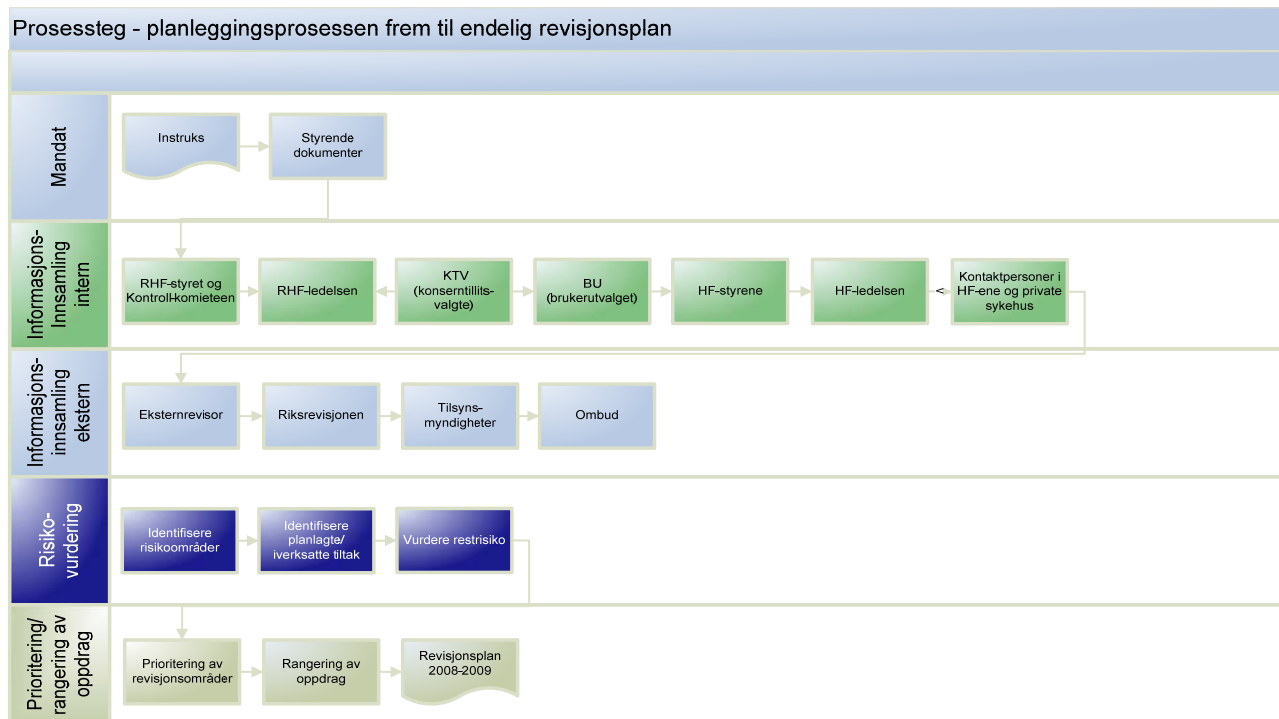 Prosessteg - planleggingsprosessen frem til endelig revisjonsplan
Mandat
Instruks
Styrende
dokumenter
Informasjons-
Innsamling
intern
RHF-styret og
Kontroll-komieteen
RHF-ledelsen
KTV
(konserntillits-
valgte)
BU
(brukerutvalget)
HF-styrene
HF-ledelsen
<
Kontaktpersoner i
HF-ene og private
sykehus
Informasjons-
innsamling
ekstern
Eksternrevisor
Riksrevisjonen
Tilsyns-
myndigheter
Ombud
Risiko-
vurdering
Identifisere
risikoområder
Identifisere
planlagte/
iverksatte tiltak
Vurdere restrisiko
Prioritering/
rangering av
oppdrag
Prioritering av
revisjonsområder
Rangering av
oppdrag
Revisjonsplan
2008-2009